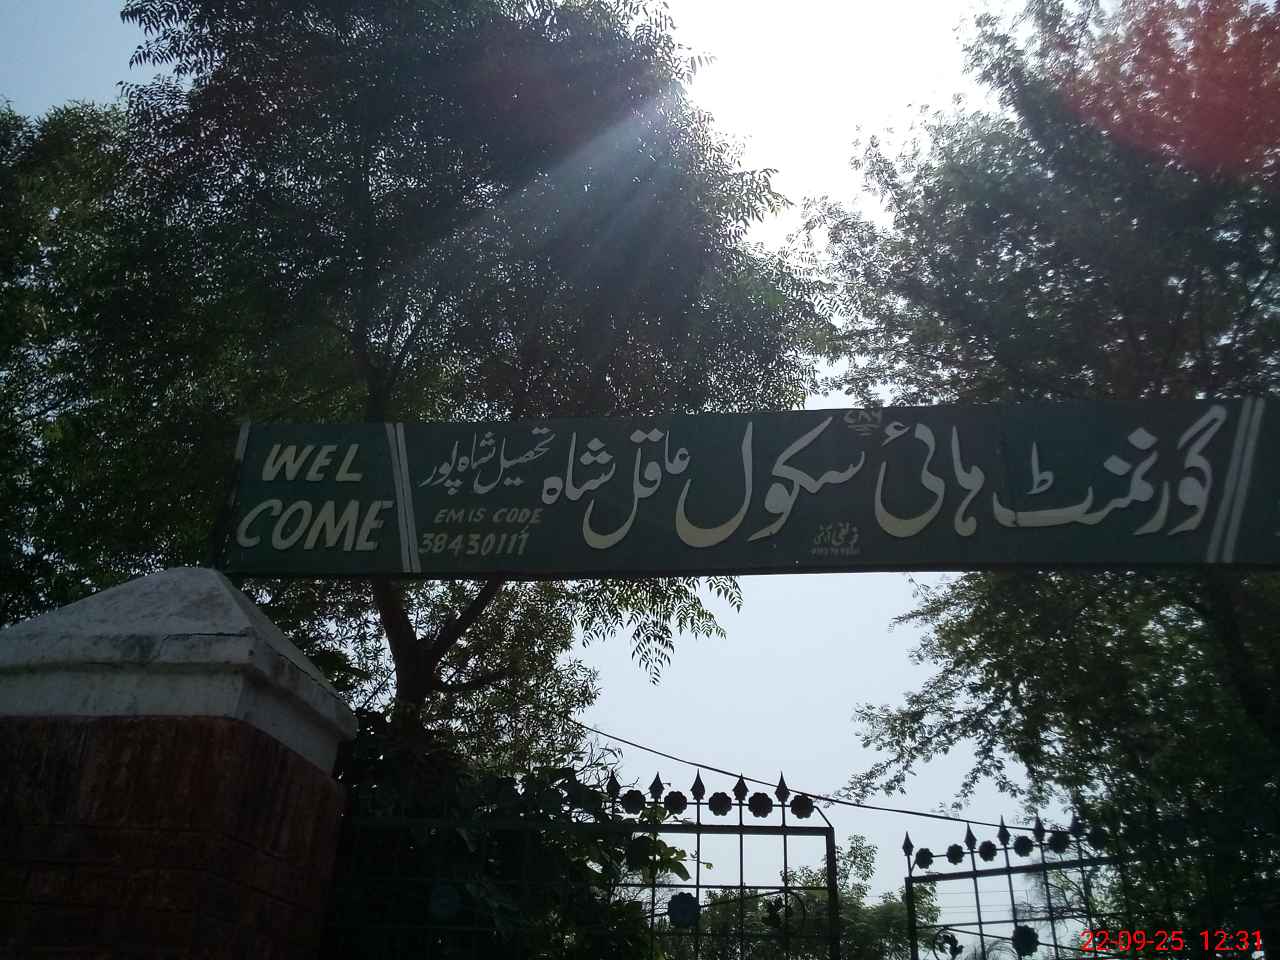 گورنمنٹ ہائی سکول عاقل شاہ تحصیل شاہ پور
WEL
COME
EMIS CODE
38430111
22-09-25 12:31